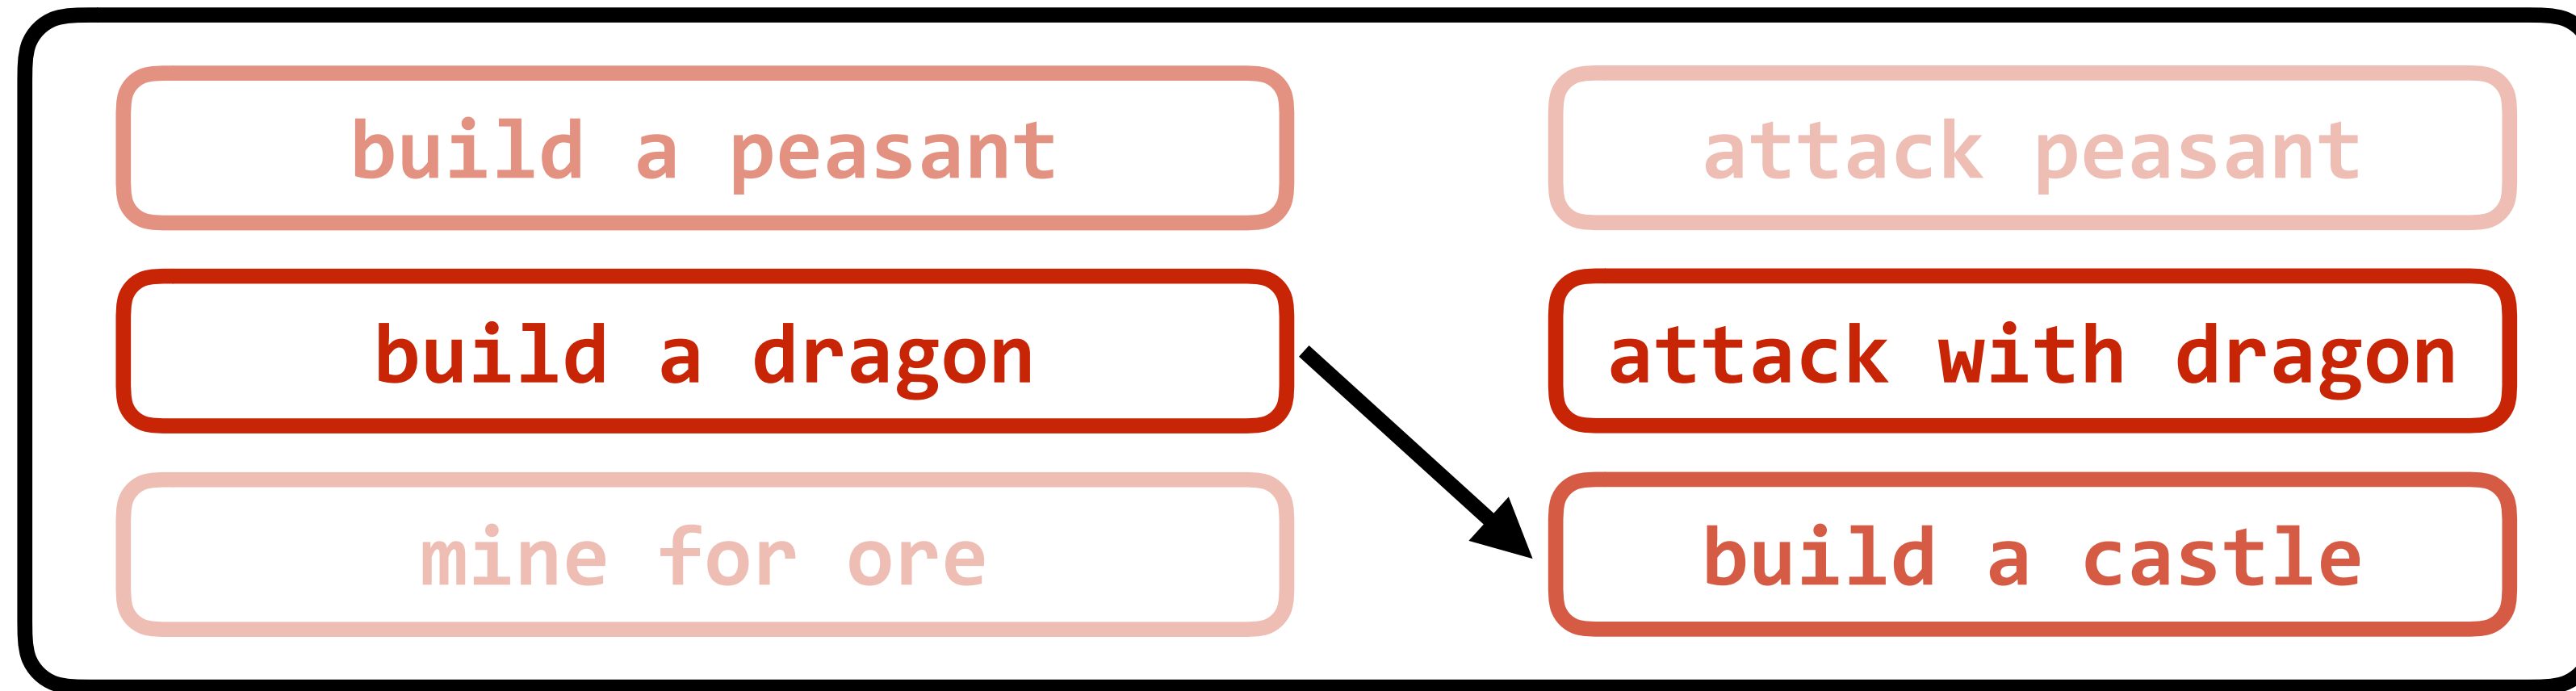 build a peasant
build a dragon
mine for ore
attack peasant
attack with dragon
build a castle